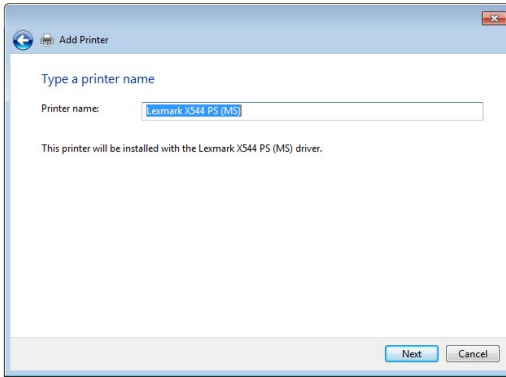 Add Printer
Type a printer name
Printer name: Lexmark X544 PS (MS)
This printer will be installed with the Lexmark X544 PS (MS) driver.
Next Cancel